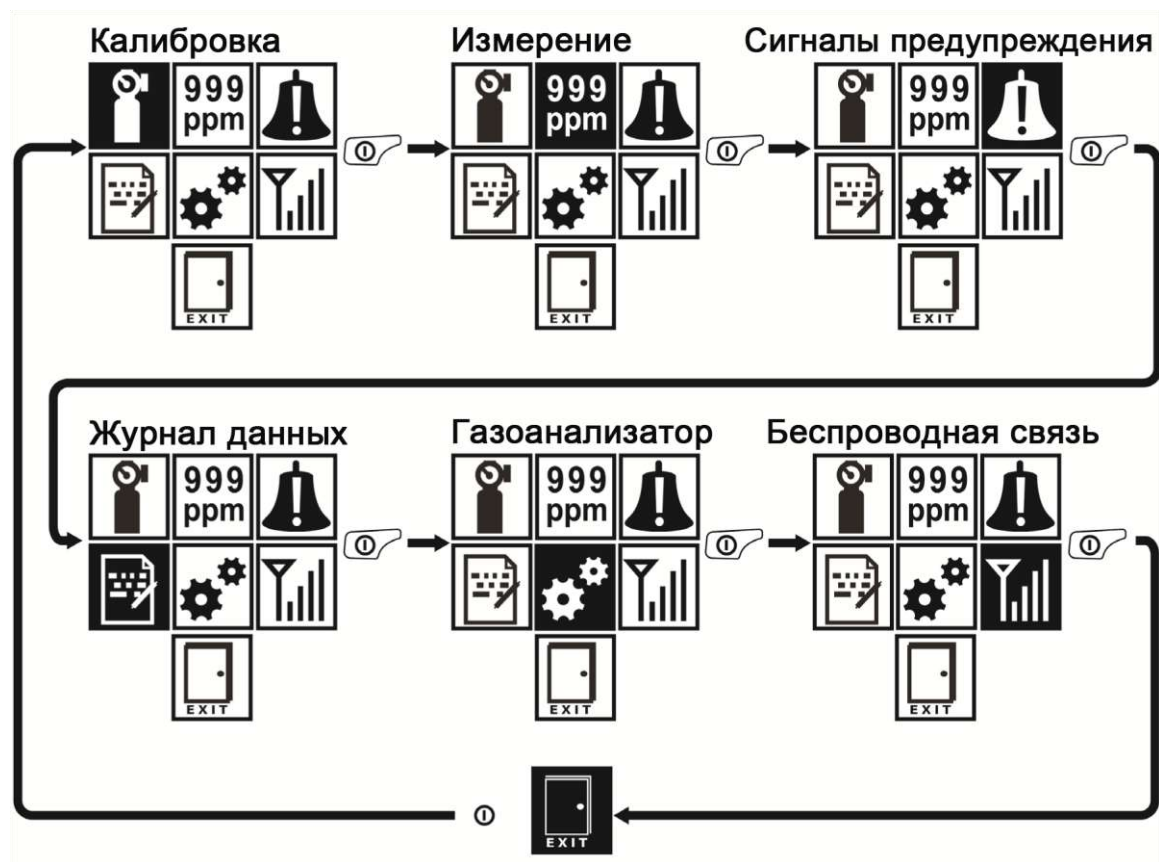 Калибровка
Измерение
Сигналы предупреждения
999
ppm
999
ppm
999
ppm
EXIT
EXIT
EXIT
Журнал данных
Газоанализатор
Беспроводная связь
999
ppm
999
ppm
999
ppm
EXIT
EXIT
EXIT
EXIT